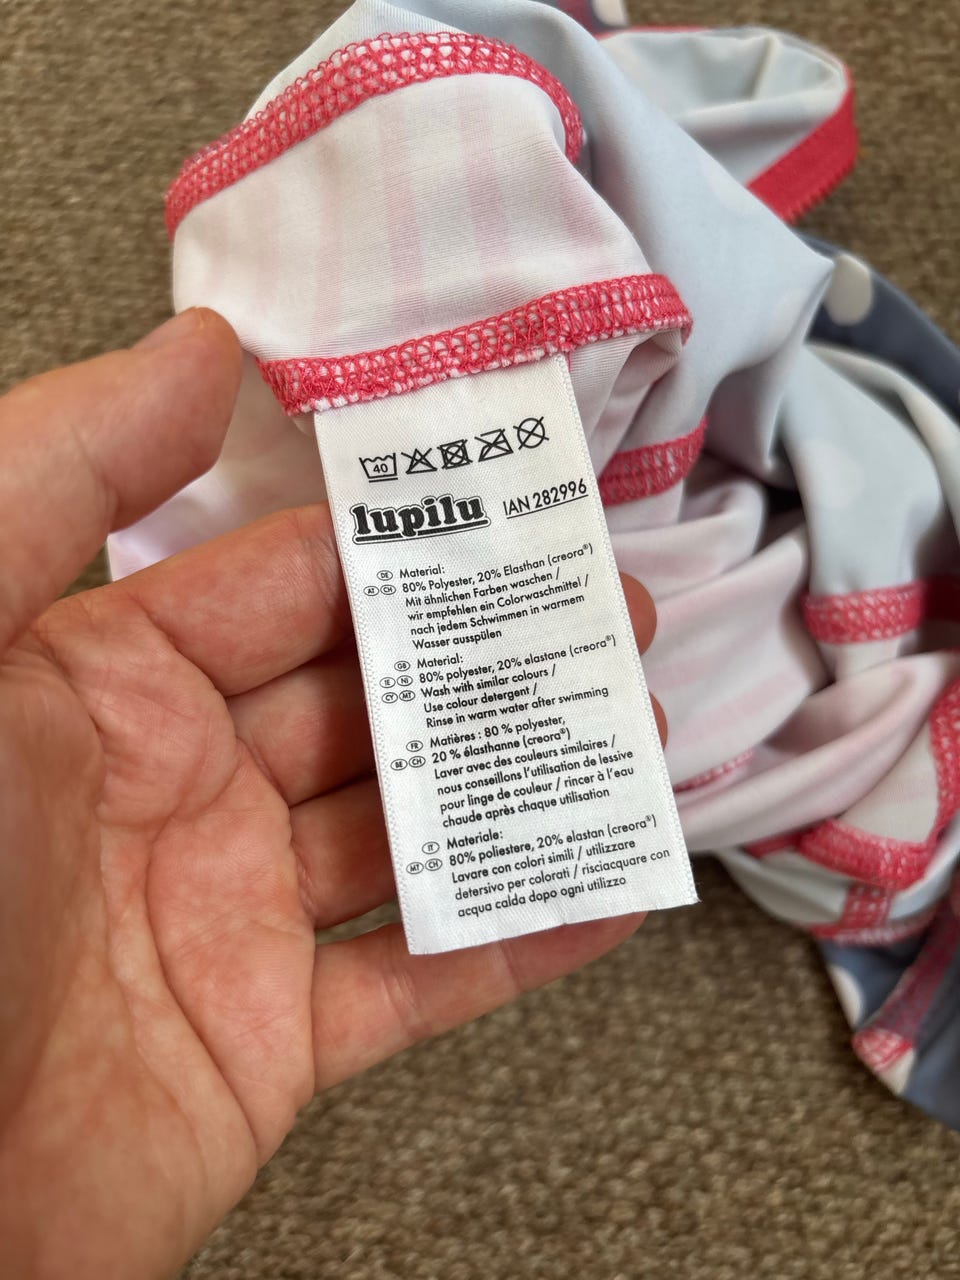 40
lupilu IAN 282996
DE Material:
AT CH 80% Polyester, 20% Elasthan (creora®)
Mit ähnlichen Farben waschen /
wir empfehlen ein Colorwaschmittel /
nach jedem Schwimmen in warmem
Wasser ausspülen
GB Material:
IE NI 80% polyester, 20% elastane (creora®)
CY MT Wash with similar colours /
Use colour detergent /
Rinse in warm water after swimming
FR Matières : 80 % polyester,
BE CH 20 % élasthanne (creora®)
Laver avec des couleurs similaires /
nous conseillons l'utilisation de lessive
pour linge de couleur / rincer à l'eau
chaude après chaque utilisation
IT Materiale:
MT CH 80% poliestere, 20% elastan (creora®)
Lavare con colori simili / utilizzare
detersivo per colorati / risciacquare con
acqua calda dopo ogni utilizzo